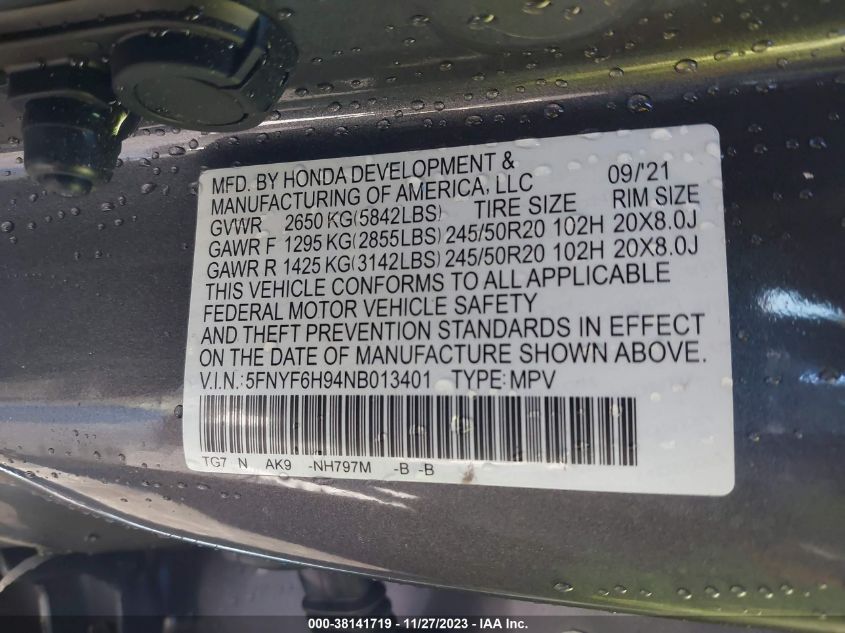 MFD. BY HONDA DEVELOPMENT & 
MANUFACTURING OF AMERICA, LLC 09/'21
GVWR 2650 KG(5842LBS) TIRE SIZE RIM SIZE
GAWR F 1295 KG(2855LBS) 245/50R20 102H 20X8.0J
GAWR R 1425 KG(3142LBS) 245/50R20 102H 20X8.0J
THIS VEHICLE CONFORMS TO ALL APPLICABLE
FEDERAL MOTOR VEHICLE SAFETY
AND THEFT PREVENTION STANDARDS IN EFFECT
ON THE DATE OF MANUFACTURE SHOWN ABOVE.
V.I.N.: 5FNYF6H94NB013401 TYPE: MPV
TG7 N AK9 -NH797M -B -B
000-38141719 — 11/27/2023 — IAA Inc.